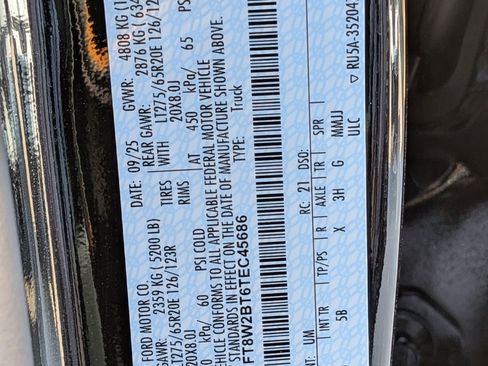 FORD MOTOR CO. DATE: 09/25 GVWR: 4808 KG
GAWR: 2359 KG ( 5200 LB) REAR GAWR: 2876 KG
LT275/65R20E 126/123R TIRES WITH LT275/65R20E 126/12
20X8.0J RIMS 20X8.0J
kPa/ 60 PSI COLD AT 450 kPa/ 65 PS
VEHICLE CONFORMS TO ALL APPLICABLE FEDERAL MOTOR VEHICLE
STANDARDS IN EFFECT ON THE DATE OF MANUFACTURE SHOWN ABOVE.
FT8W2BT6TEC45686 TYPE: Truck
UM RC: 21 DSO:
INT TR TP/PS R AXLE TR SPR
5B X 3H G MMJJ
ULC
RU5A-35204